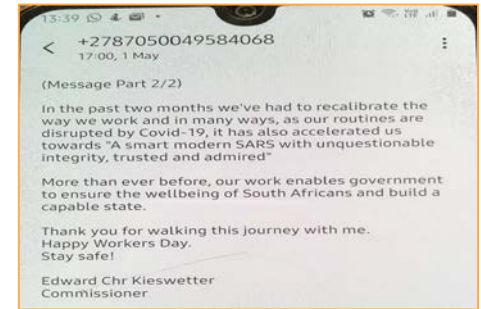 13:39
< +27870500495840​68
17:00, 1 May
(Message Part 2/2)
In the past two months we've had to recalibrate the
way we work and in many ways, as our routines are
disrupted by Covid-19, it has also accelerated us
towards "A smart modern SARS with unquestionable
integrity, trusted and admired"
More than ever before, our work enables government
to ensure the wellbeing of South Africans and build a
capable state.
Thank you for walking this journey with me.
Happy Workers Day.
Stay safe!
Edward Chr Kieswetter
Commissioner